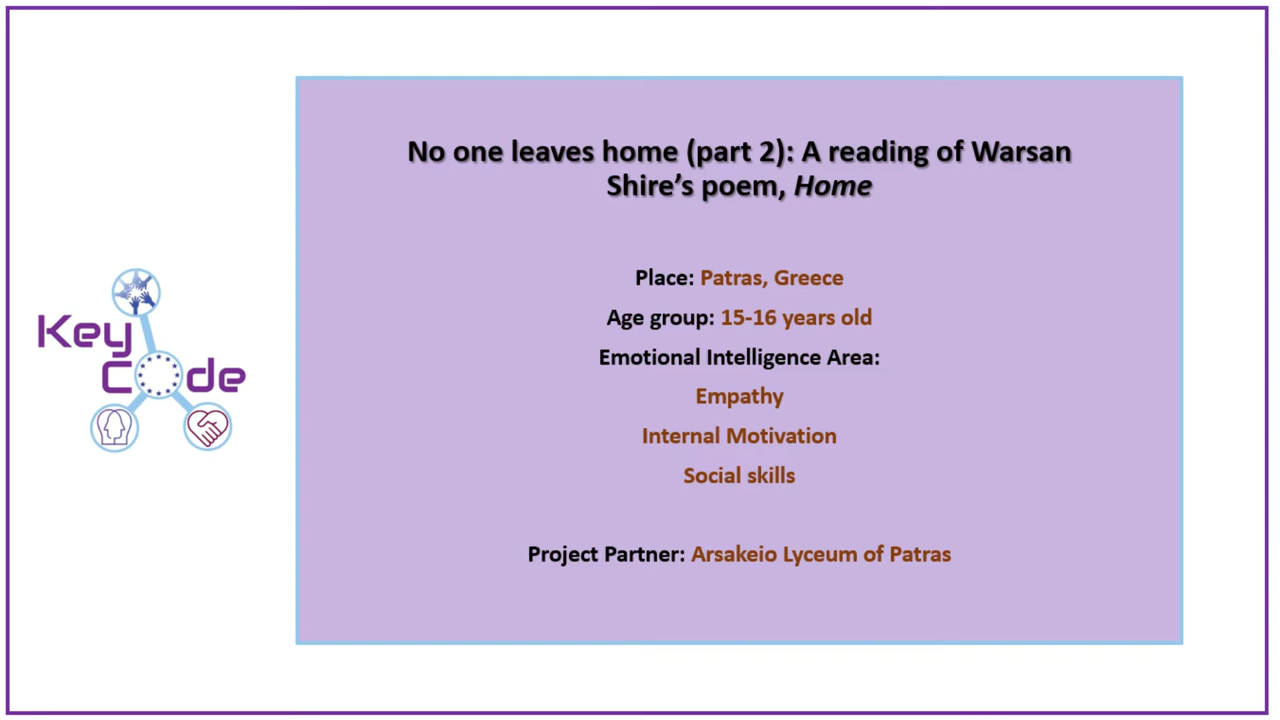 No one leaves home (part 2): A reading of Warsan
Shire's poem, Home
Place: Patras, Greece
Age group: 15-16 years old
Emotional Intelligence Area:
Empathy
Internal Motivation
Social skills
Project Partner: Arsakeio Lyceum of Patras
Key
Code